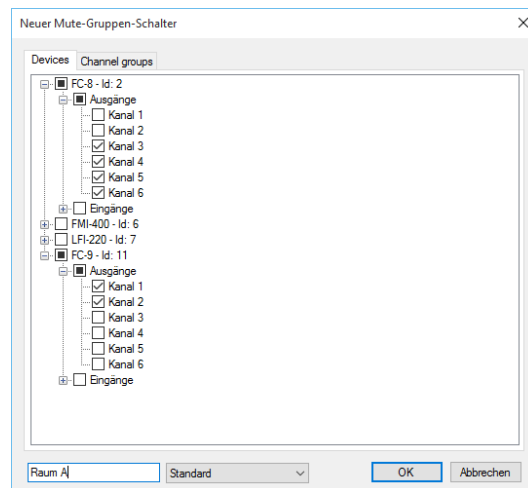 Neuer Mute-Gruppen-Schalter
Devices Channel groups
FC-8 - Id: 2
Ausgänge
Kanal 1
Kanal 2
Kanal 3
Kanal 4
Kanal 5
Kanal 6
Eingänge
FMI-400 - Id: 6
LFI-220 - Id: 7
FC-9 - Id: 11
Ausgänge
Kanal 1
Kanal 2
Kanal 3
Kanal 4
Kanal 5
Kanal 6
Eingänge
Raum A Standard OK Abbrechen